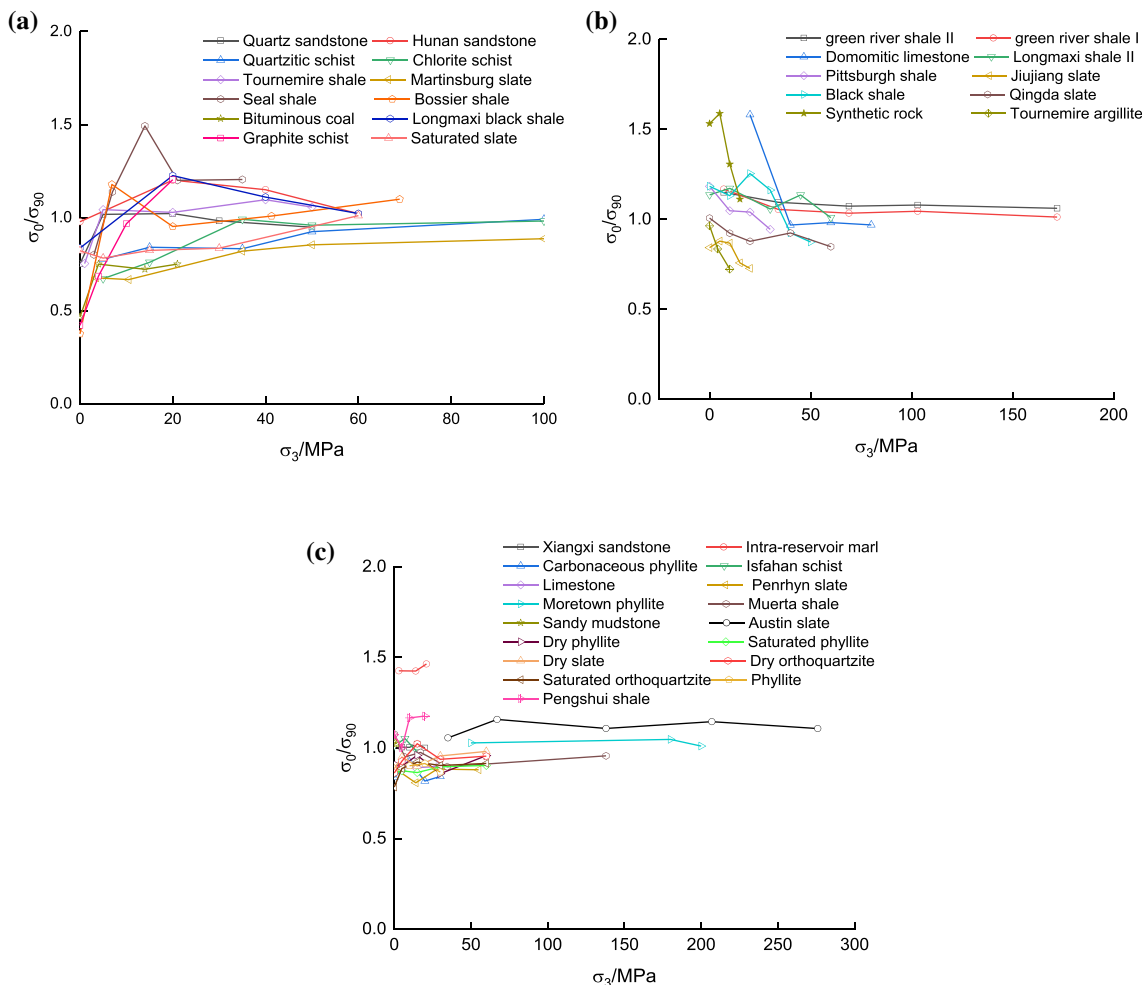 (a)
2.0
1.5
1.0
0.5
0.0
σ0/σ90
Quartz sandstone Hunan sandstone
Quartzitic schist Chlorite schist
Tournemire shale Martinsburg slate
Seal shale Bossier shale
Bituminous coal Longmaxi black shale
Graphite schist Saturated slate
0 20 40 60 80 100
σ3/MPa
(b)
2.0
1.5
1.0
0.5
0.0
σ0/σ90
green river shale II green river shale I
Domomitic limestone Longmaxi shale II
Pittsburgh shale Jiujiang slate
Black shale Qingda slate
Synthetic rock Tournemire argillite
0 50 100 150 200
σ3/MPa
(c)
2.0
1.5
1.0
0.5
0.0
σ0/σ90
Xiangxi sandstone Intra-reservoir marl
Carbonaceous phyllite Isfahan schist
Limestone Penrhyn slate
Moretown phyllite Muerta shale
Sandy mudstone Austin slate
Dry phyllite Saturated phyllite
Dry slate Dry orthoquartzite
Saturated orthoquartzite Phyllite
Pengshui shale
0 50 100 150 200 250 300
σ3/MPa